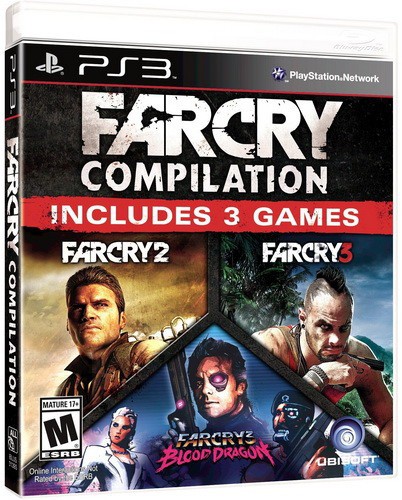 PS3
PlayStation®Network
FARCRY
COMPILATION
INCLUDES 3 GAMES
FARCRY 2
FARCRY 3
MATURE 17+
M
ESRB
FARCRY 3
BLOOD DRAGON
UBISOFT
PS3
FARCRY COMPILATION